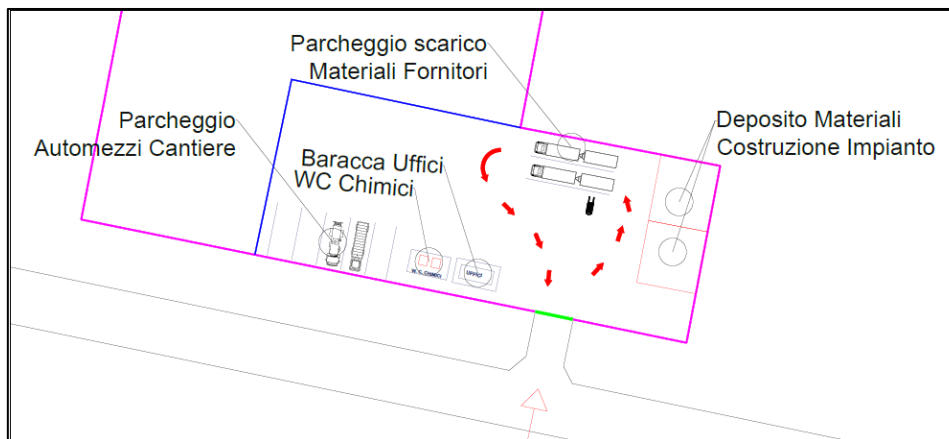 Parcheggio scarico
Materiali Fornitori
Parcheggio
Automezzi Cantiere
Baracca Uffici
WC Chimici
Deposito Materiali
Costruzione Impianto
W. C. CHIMICI
UFFICI